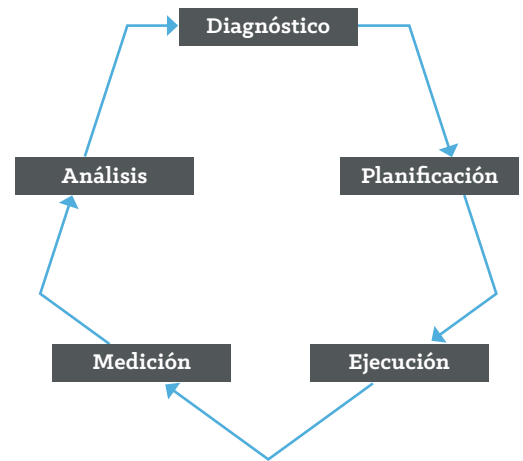 Diagnóstico
Planificación
Ejecución
Medición
Análisis